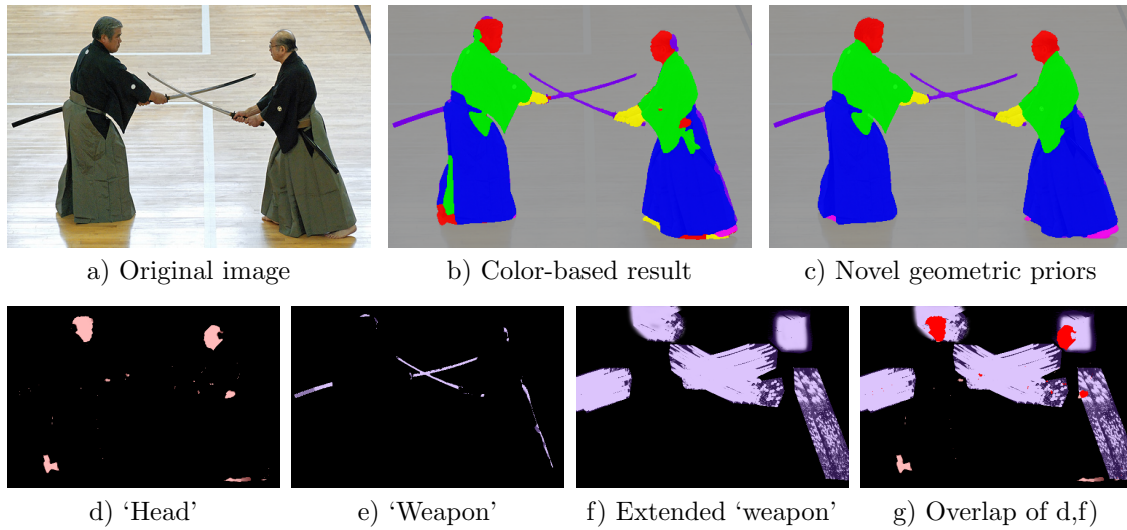 a) Original image
b) Color-based result
c) Novel geometric priors
d) ‘Head’
e) ‘Weapon’
f) Extended ‘weapon’
g) Overlap of d,f)